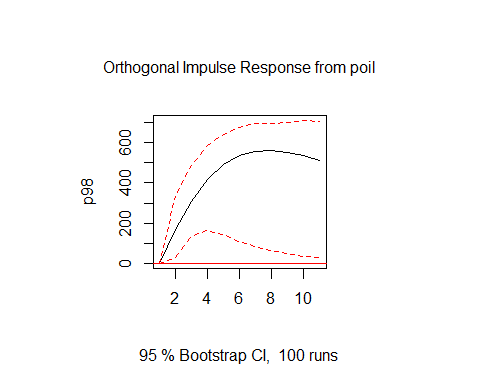 Orthogonal Impulse Response from poil
p98
600
400
200
0
2 4 6 8 10
95 % Bootstrap CI, 100 runs